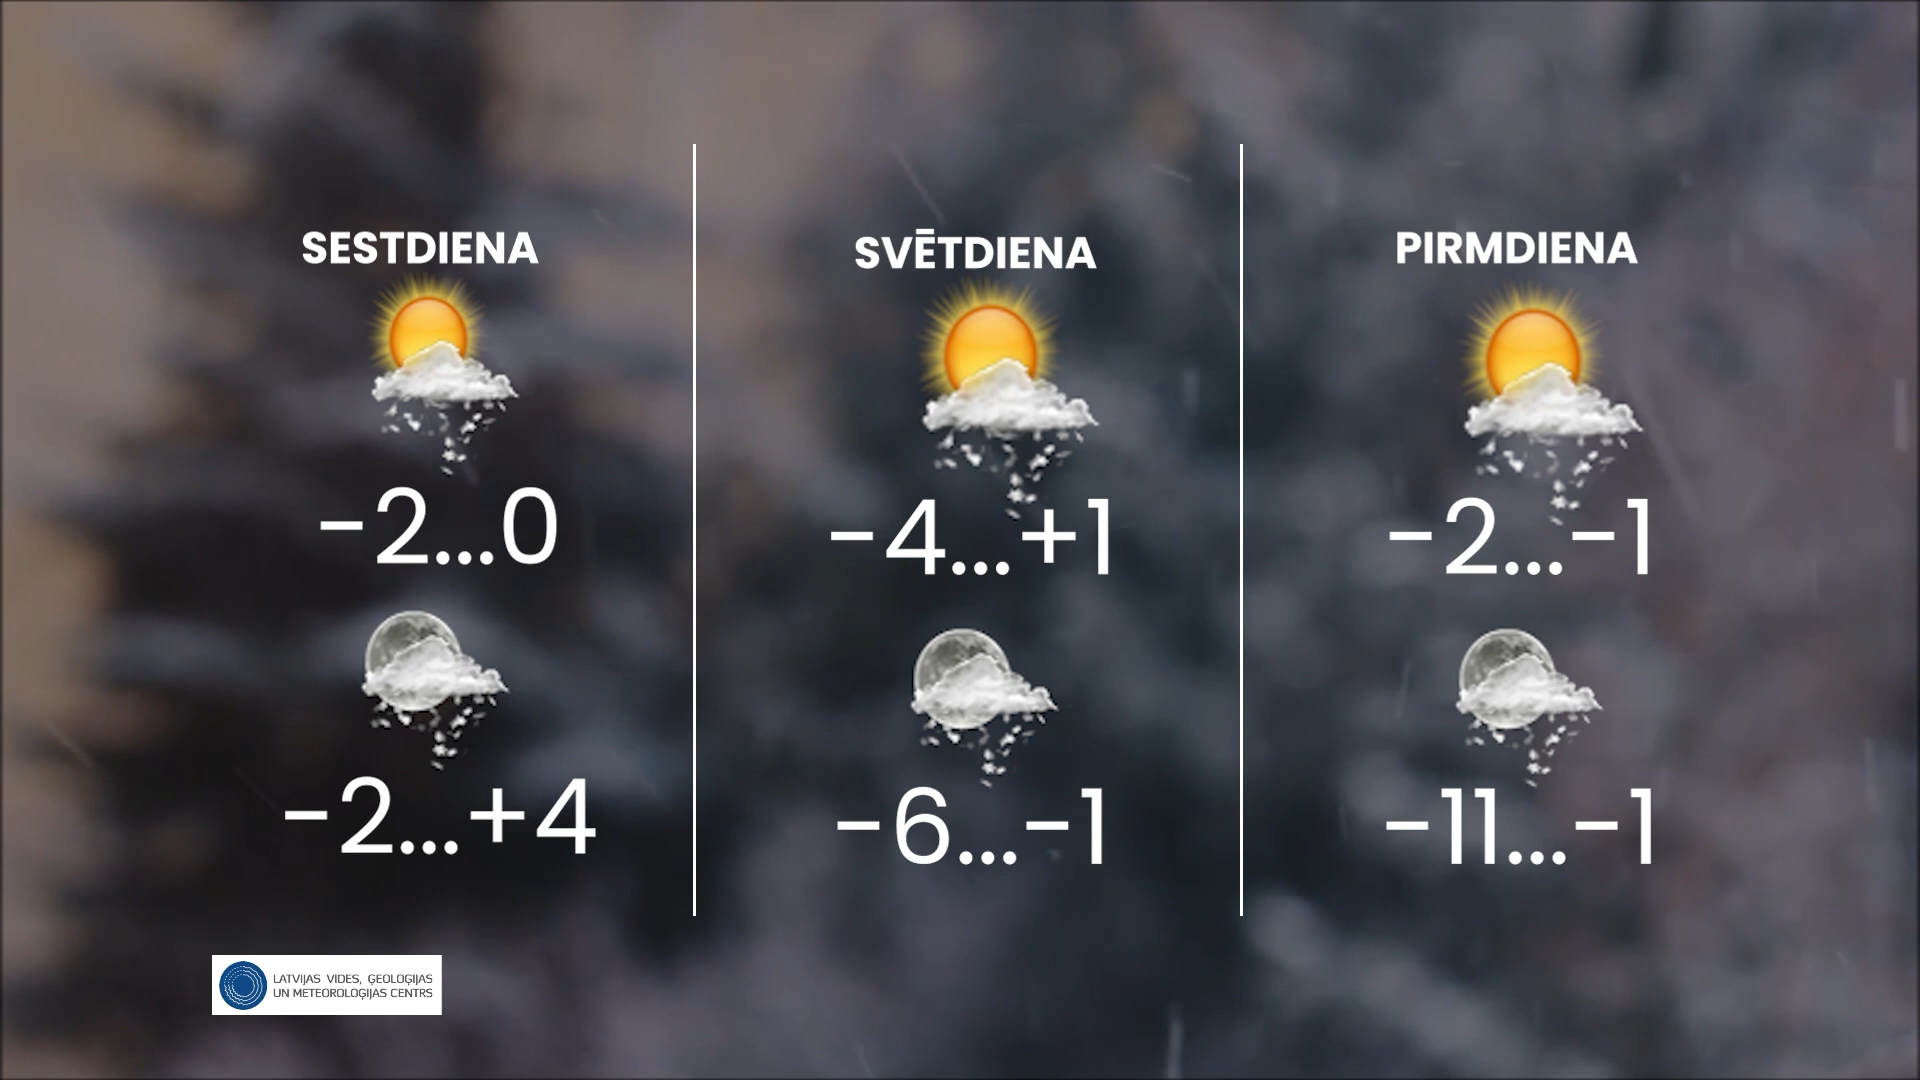 SESTDIENA
-2...0
-2...+4
SVĒTDIENA
-4...+1
-6...-1
PIRMDIENA
-2...-1
-11...-1
LATVIJAS VIDES, ĢEOLOĢIJAS
UN METEOROLOĢIJAS CENTRS